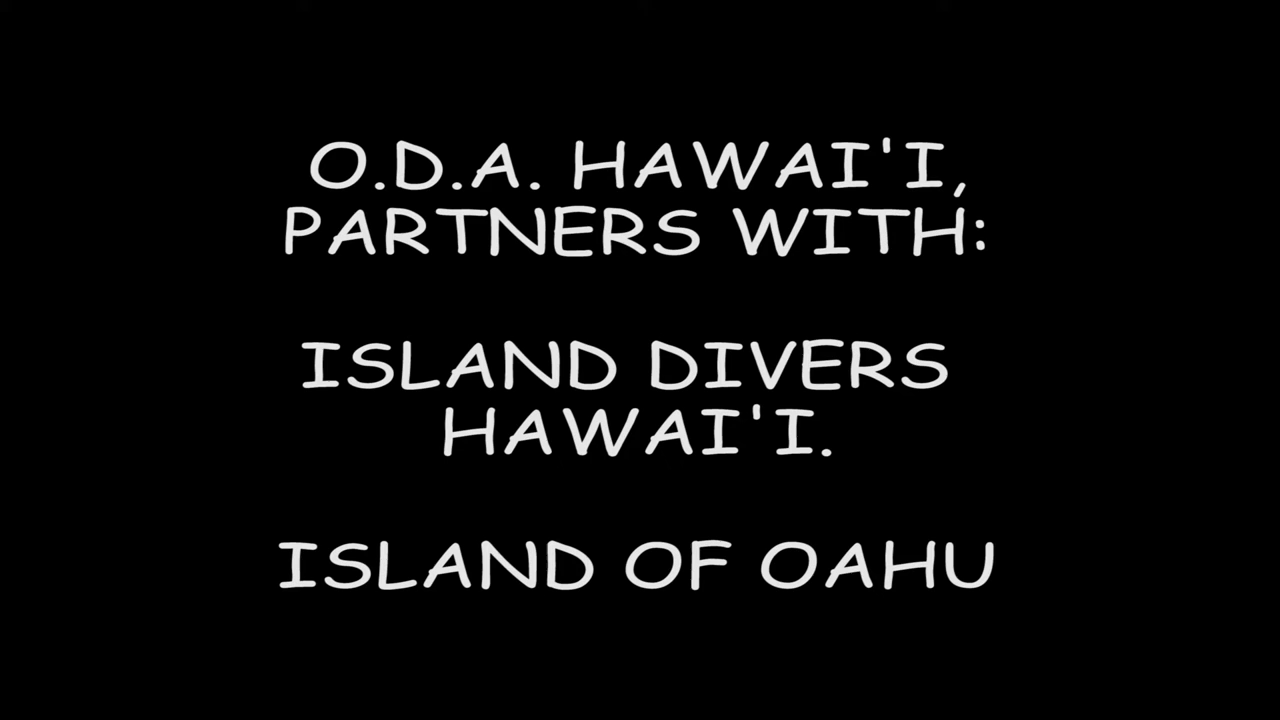 O.D.A. HAWAI'I,
PARTNERS WITH:
ISLAND DIVERS
HAWAI'I.
ISLAND OF OAHU